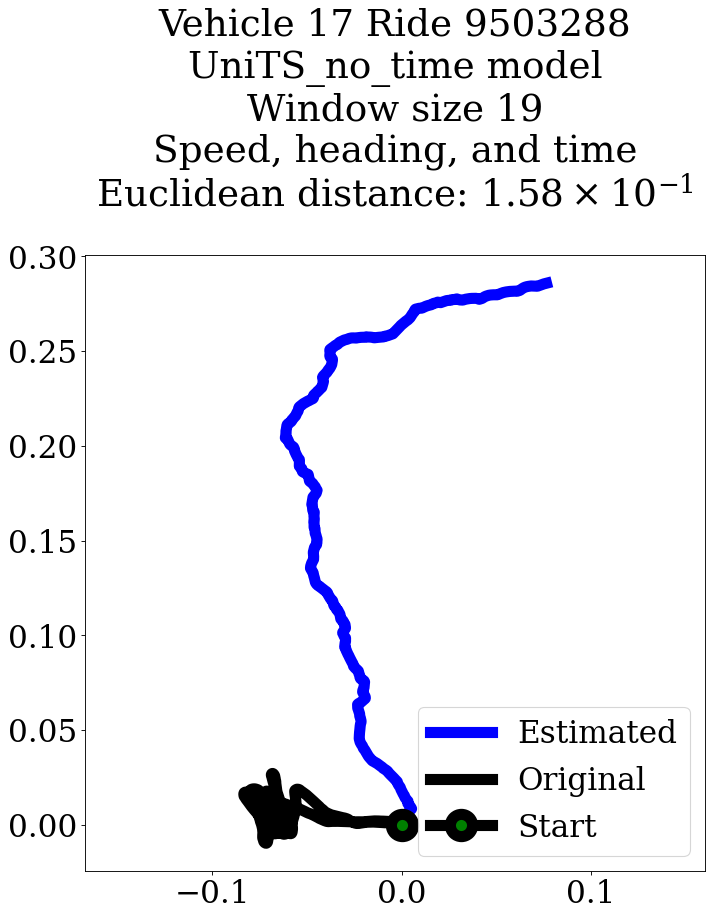 Vehicle 17 Ride 9503288
UniTS_no_time model
Window size 19
Speed, heading, and time
Euclidean distance: $1.58 \times 10^{-1}$
0.30
0.25
0.20
0.15
0.10
0.05
0.00
−0.1
0.0
0.1
Estimated
Original
Start